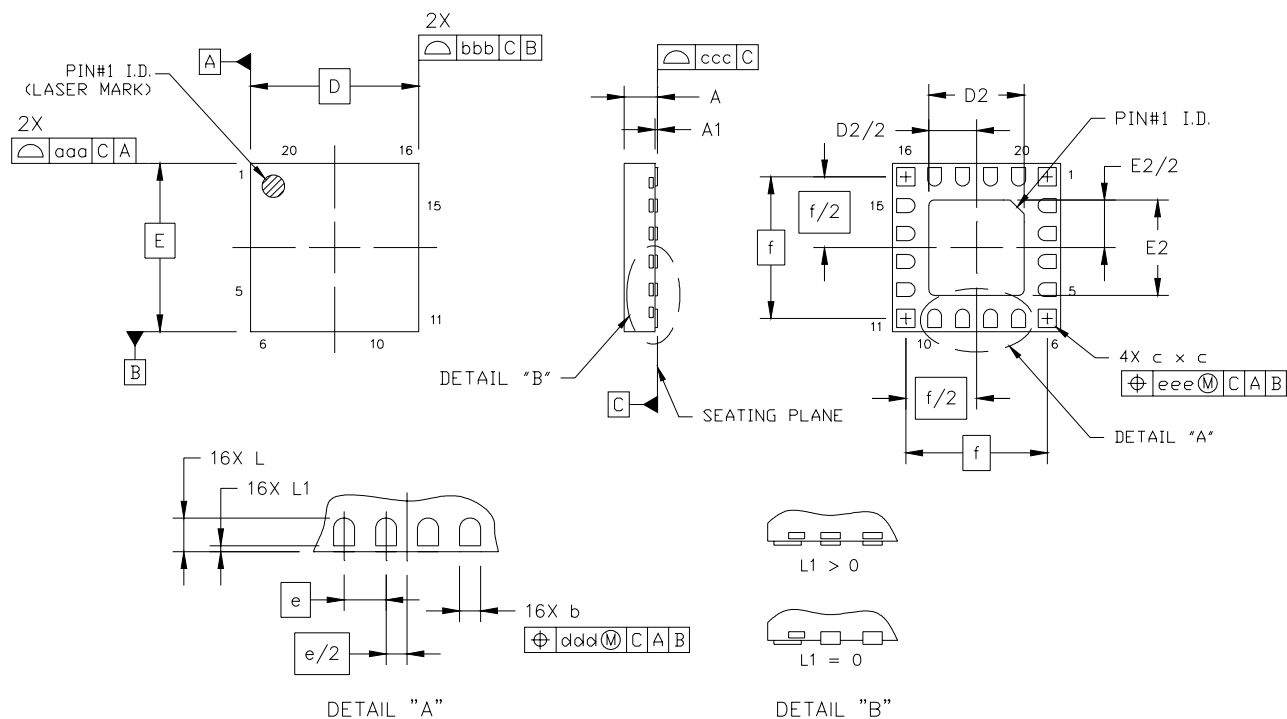 2X
bbb C B
A
D
PIN#1 I.D.
(LASER MARK)
2X
aaa C A
20
16
1
15
E
5
11
6
10
B
ccc C
A
A1
DETAIL "B"
C
SEATING PLANE
D2
D2/2
PIN#1 I.D.
16
20
E2/2
1
15
f/2
f
E2
5
11
10
6
4X c x c
eee Ⓜ C A B
f/2
DETAIL "A"
f
16X L
16X L1
e
16X b
ddd Ⓜ C A B
e/2
DETAIL "A"
L1 > 0
L1 = 0
DETAIL "B"